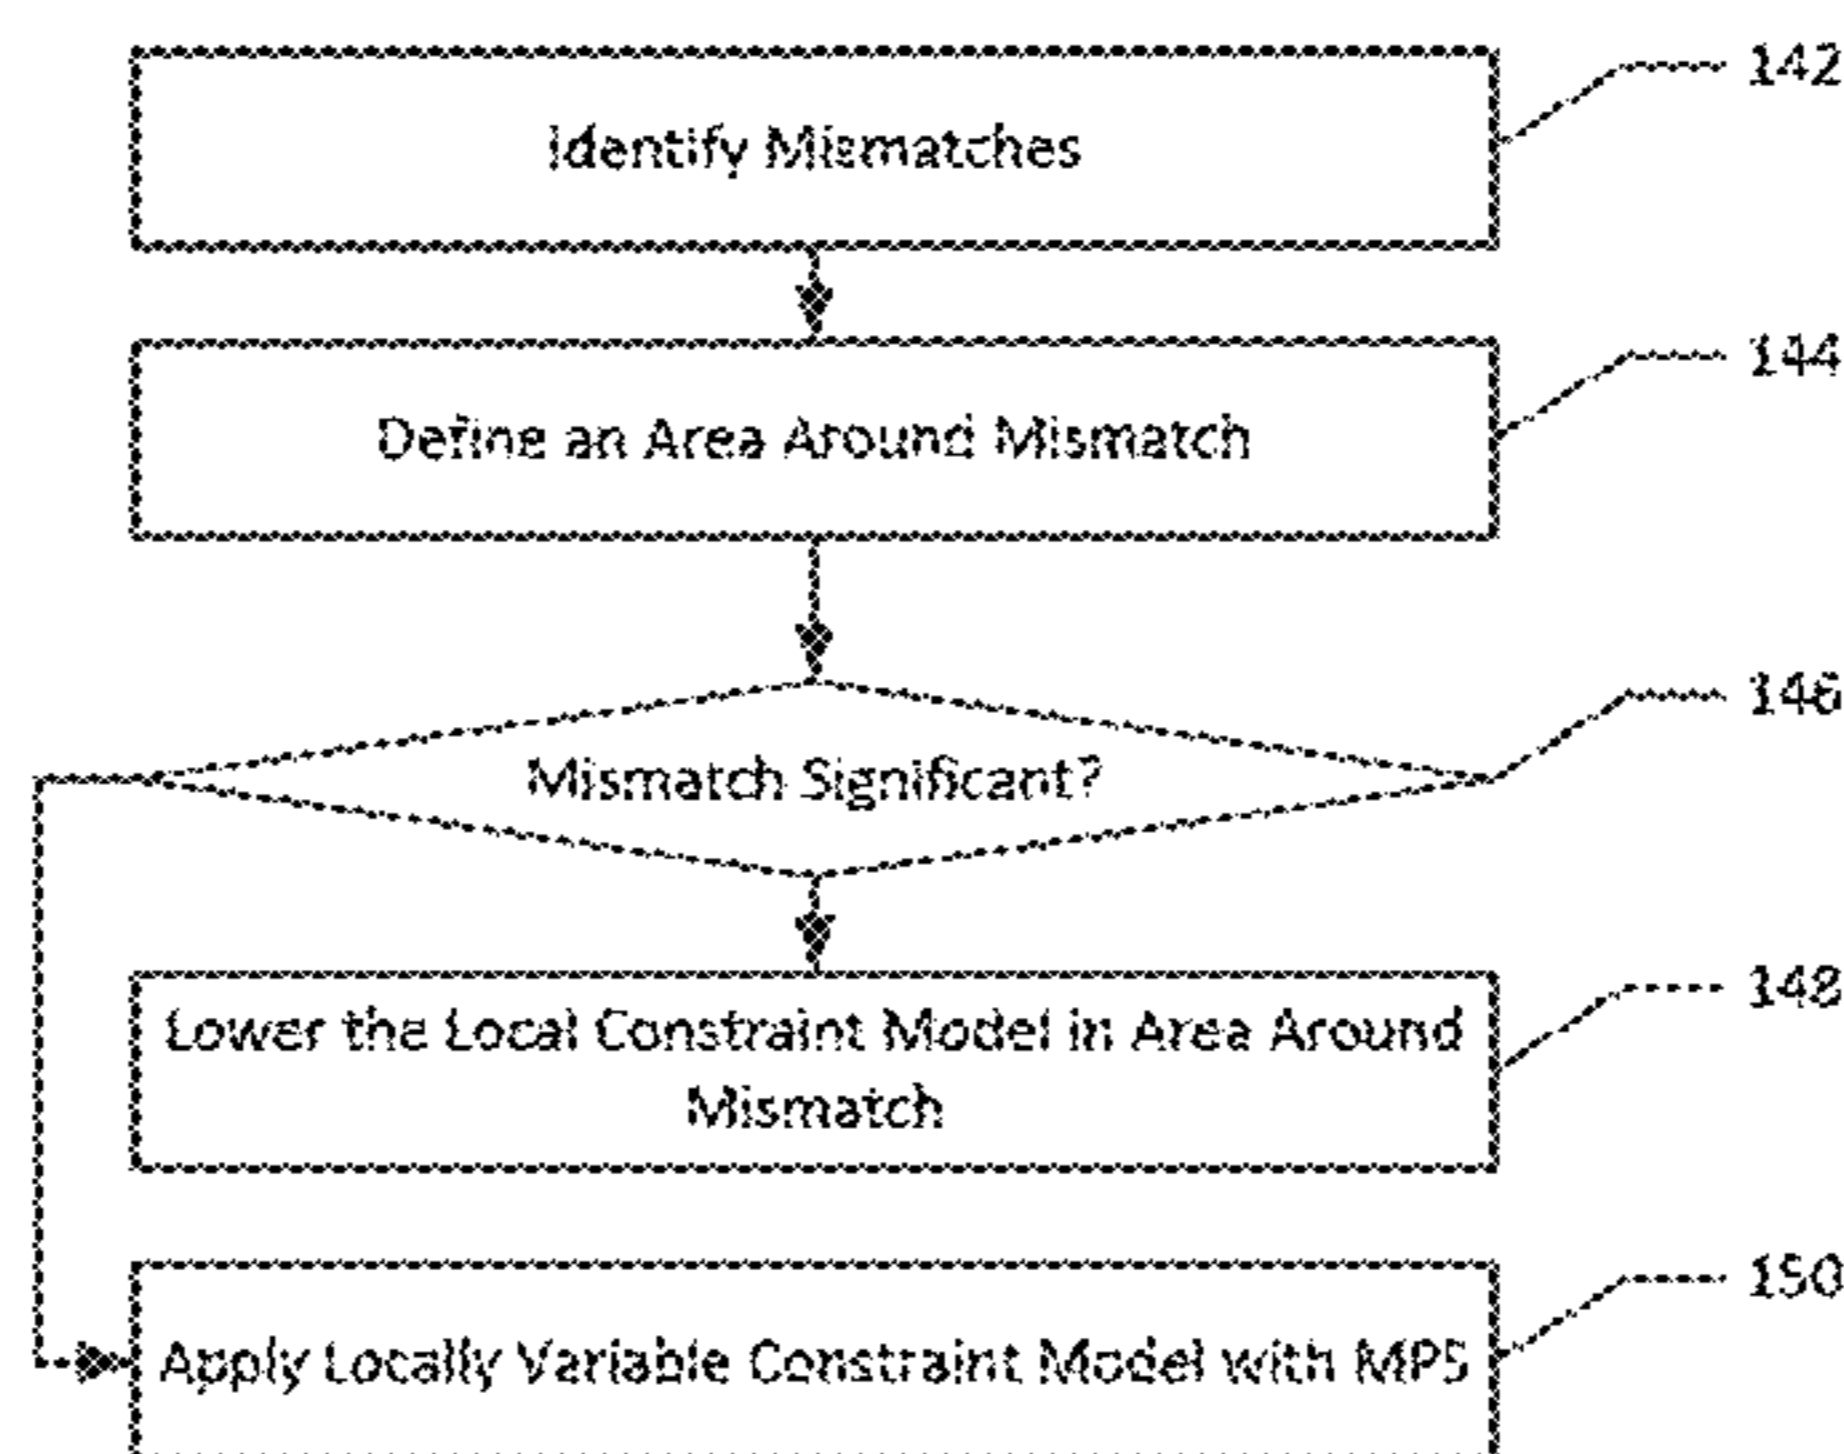 Identify Mismatches
142
Define an Area Around Mismatch
144
Mismatch Significant?
146
Lower the Local Constraint Model in Area Around
Mismatch
148
Apply Locally Variable Constraint Model with MPS
150